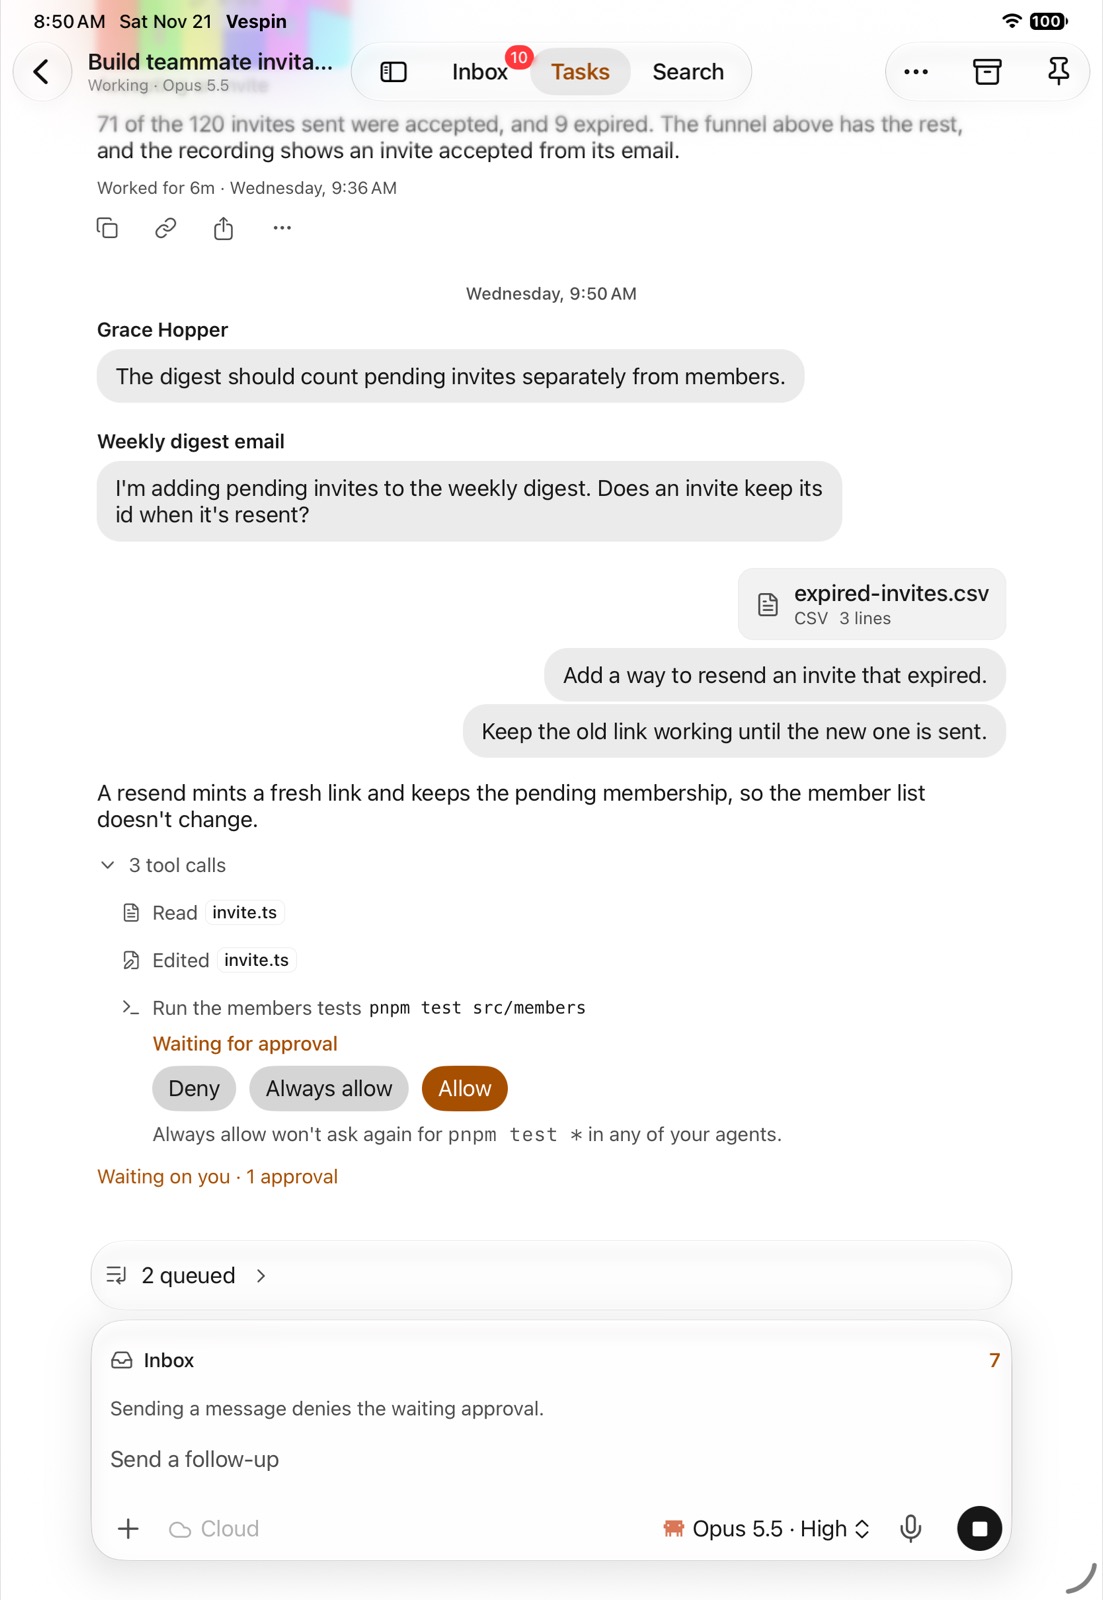 8:50 AM Sat Nov 21 Vespin
100
Build teammate invita...
Working · Opus 5.5
Inbox
10
Tasks
Search
71 of the 120 invites sent were accepted, and 9 expired. The funnel above has the rest,
and the recording shows an invite accepted from its email.
Worked for 6m · Wednesday, 9:36 AM
Wednesday, 9:50 AM
Grace Hopper
The digest should count pending invites separately from members.
Weekly digest email
I'm adding pending invites to the weekly digest. Does an invite keep its
id when it's resent?
expired-invites.csv
CSV 3 lines
Add a way to resend an invite that expired.
Keep the old link working until the new one is sent.
A resend mints a fresh link and keeps the pending membership, so the member list
doesn't change.
3 tool calls
Read invite.ts
Edited invite.ts
Run the members tests pnpm test src/members
Waiting for approval
Deny
Always allow
Allow
Always allow won't ask again for pnpm test * in any of your agents.
Waiting on you · 1 approval
2 queued
Inbox
7
Sending a message denies the waiting approval.
Send a follow-up
Cloud
Opus 5.5 · High